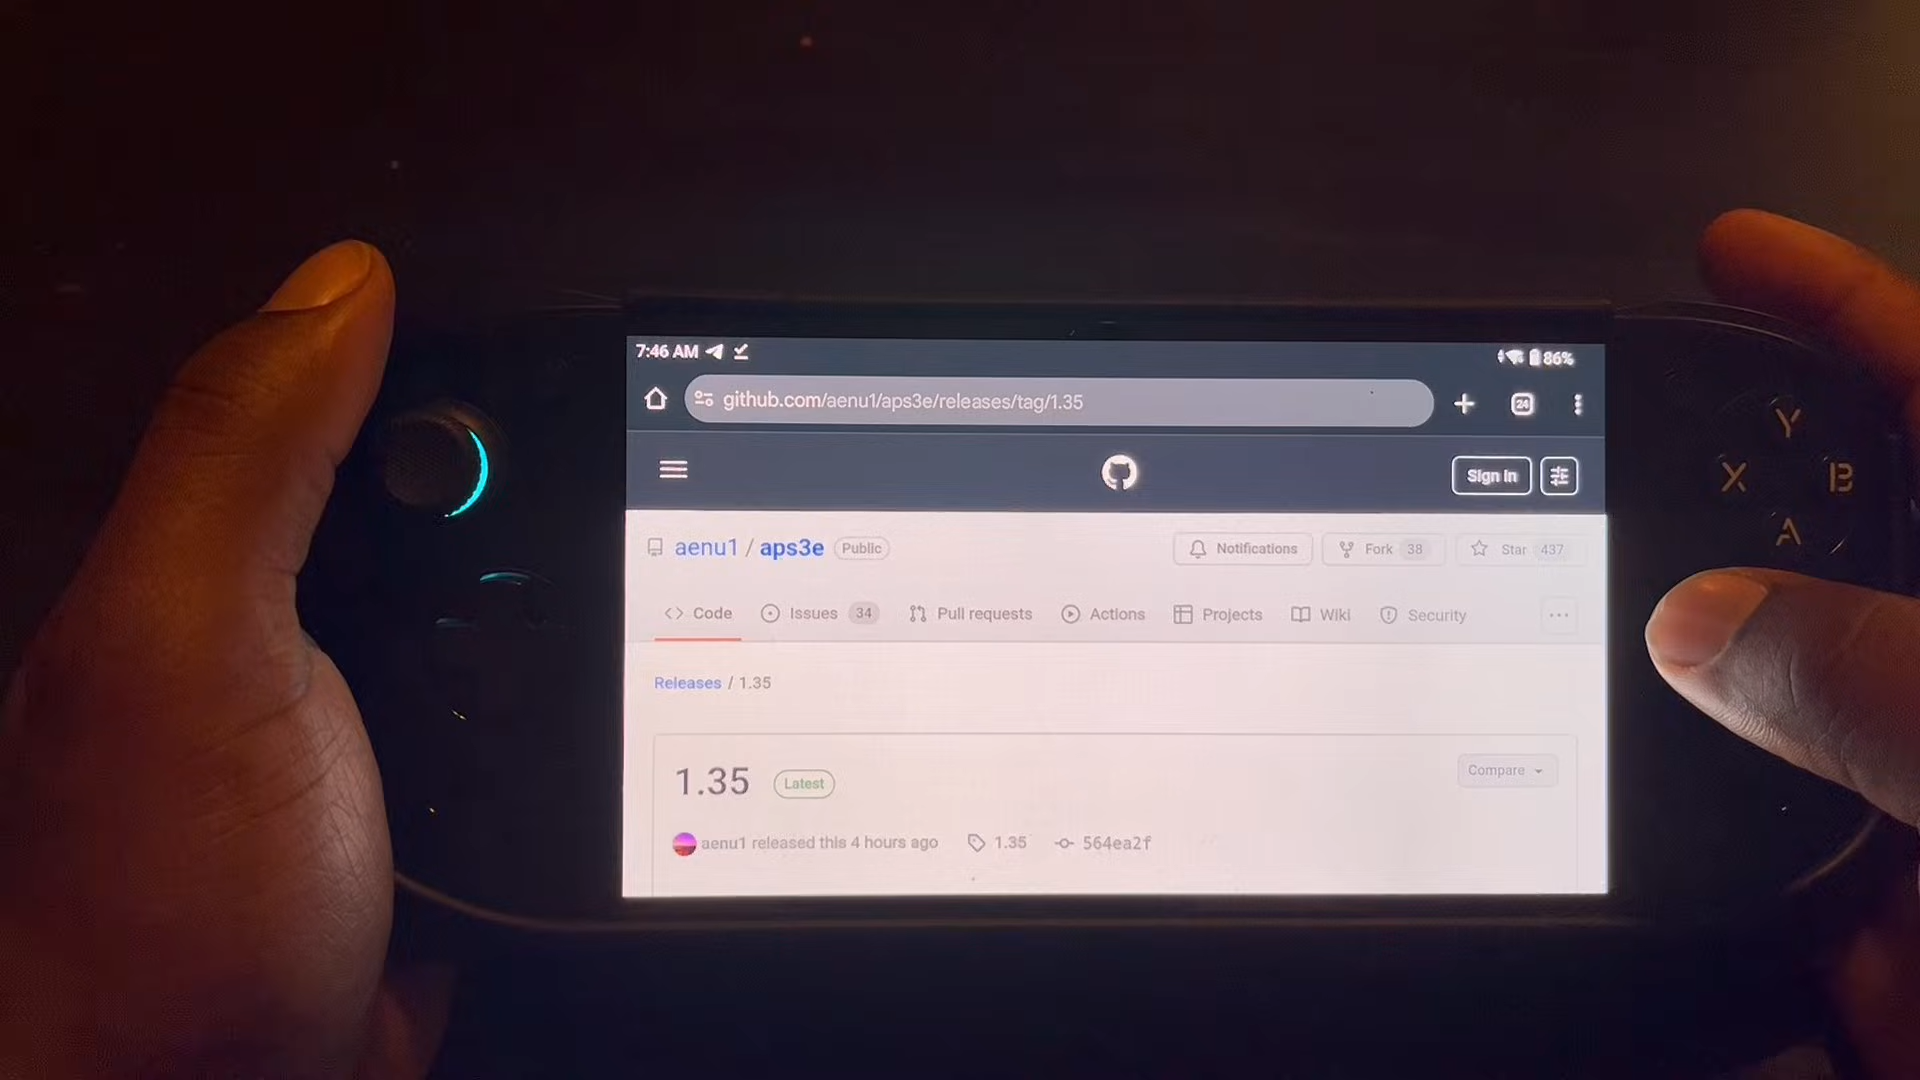 7:46 AM
86%
github.com/aenu1/aps3e/releases/tag/1.35
24
Sign in
aenu1 / aps3e Public
Notifications
Fork 38
Star 437
Code
Issues 34
Pull requests
Actions
Projects
Wiki
Security
Releases / 1.35
1.35 Latest
Compare
aenu1 released this 4 hours ago
1.35
564ea2f
Y
X
B
A